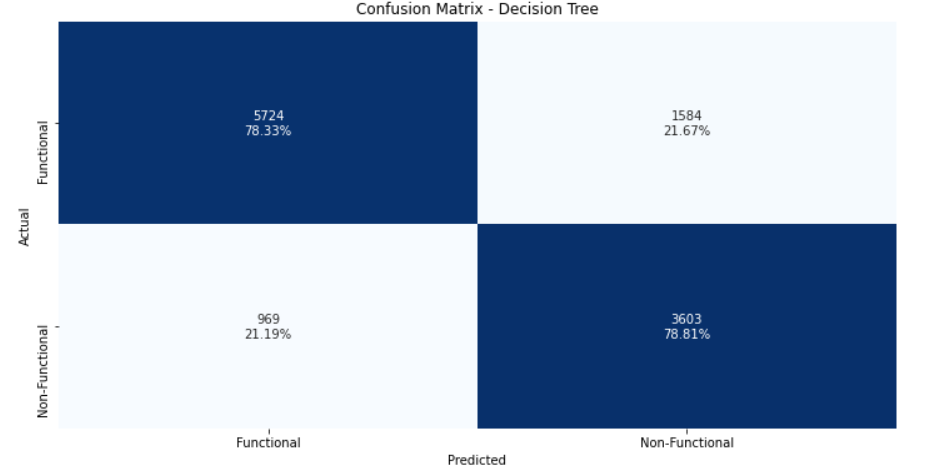 Confusion Matrix - Decision Tree
Actual
Functional
5724
78.33%
1584
21.67%
Non-Functional
969
21.19%
3603
78.81%
Functional
Non-Functional
Predicted